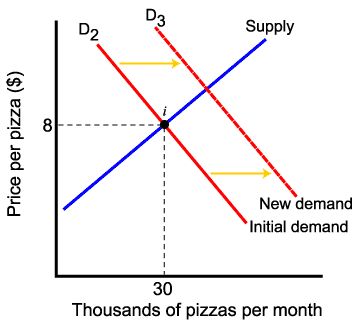 D3
D2
Supply
Price per pizza ($)
i
8
New demand
Initial demand
30
Thousands of pizzas per month